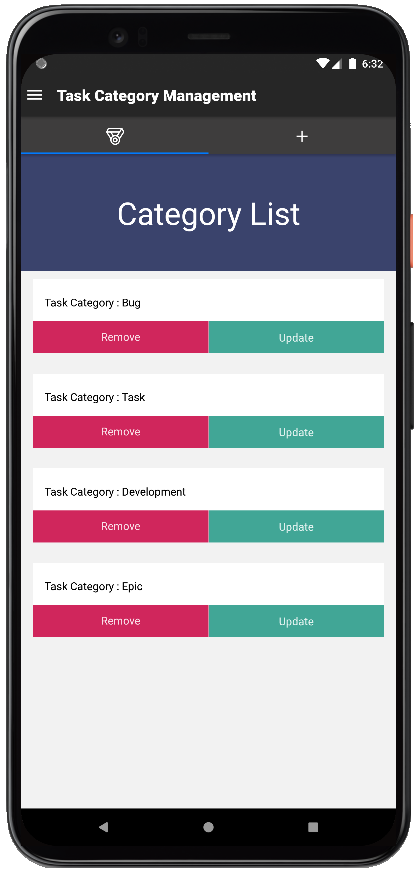 6:32
Task Category Management
+
Category List
Task Category : Bug
Remove
Update
Task Category : Task
Remove
Update
Task Category : Development
Remove
Update
Task Category : Epic
Remove
Update